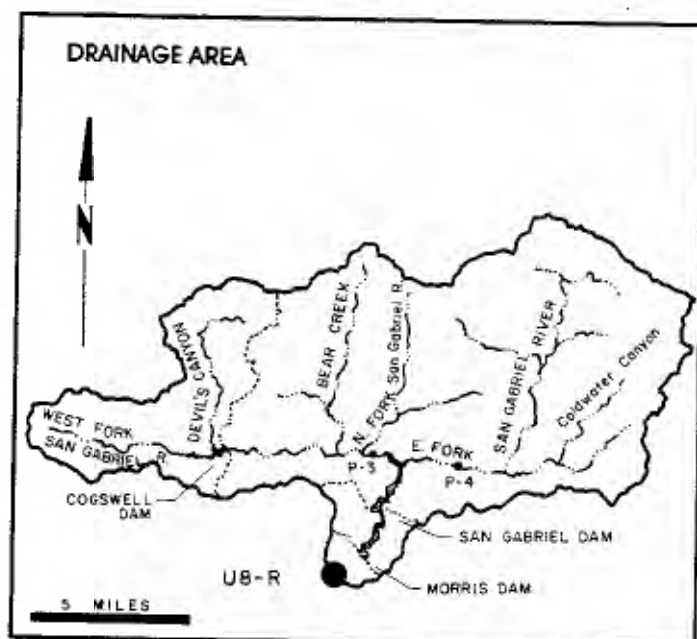 DRAINAGE AREA
N
DEVIL'S CANYON
BEAR CREEK
N. FORK San Gabriel R.
SAN GABRIEL RIVER
Coldwater Canyon
WEST FORK
SAN GABRIEL R.
E. FORK
P-3
P-4
COGSWELL
DAM
SAN GABRIEL DAM
U8-R
MORRIS DAM
5 MILES